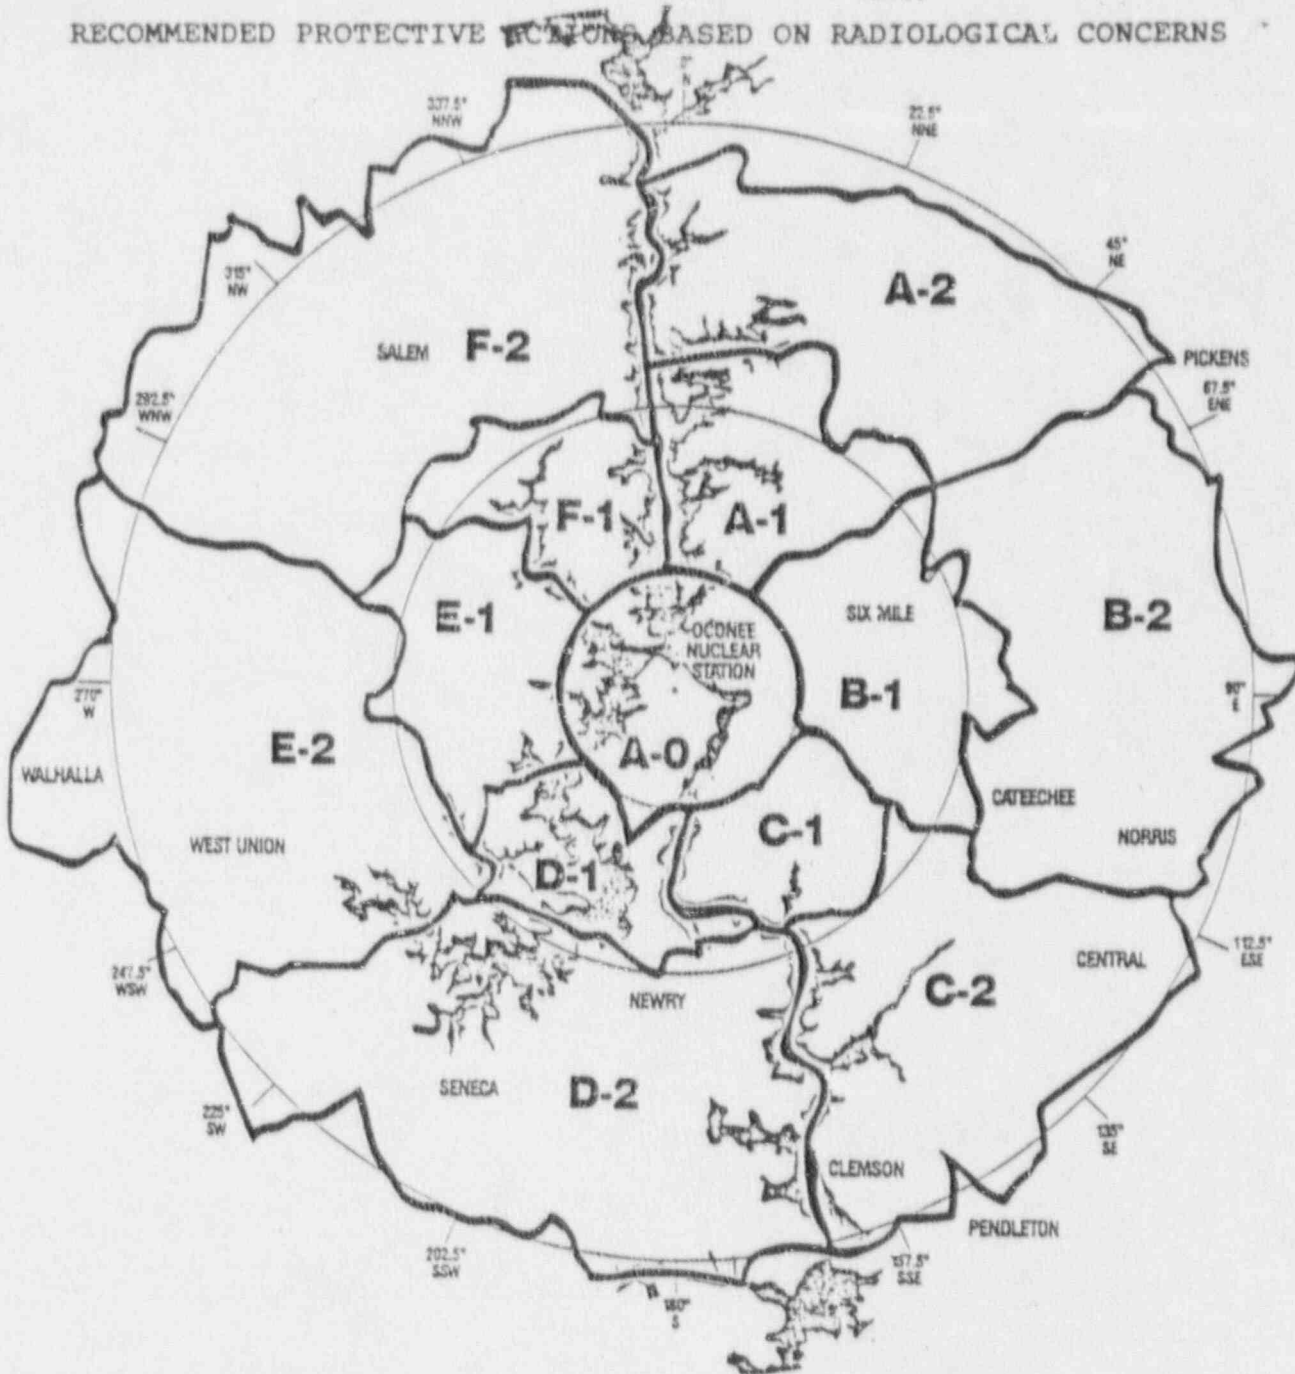 RECOMMENDED PROTECTIVE ACTIONS BASED ON RADIOLOGICAL CONCERNS
N
337.5°
NNW
22.5°
NNE
45°
NE
315°
NW
A-2
SALEM
F-2
PICKENS
67.5°
ENE
292.5°
WNW
F-1
A-1
E-1
SIX MILE
B-2
OCONEE
NUCLEAR
STATION
270°
W
B-1
90°
E
E-2
A-0
WALHALLA
CATEECHEE
C-1
NORRIS
WEST UNION
D-1
247.5°
WSW
112.5°
ESE
CENTRAL
C-2
NEWRY
SENECA
D-2
225°
SW
135°
SE
CLEMSON
PENDLETON
202.5°
SSW
157.5°
SSE
180°
S